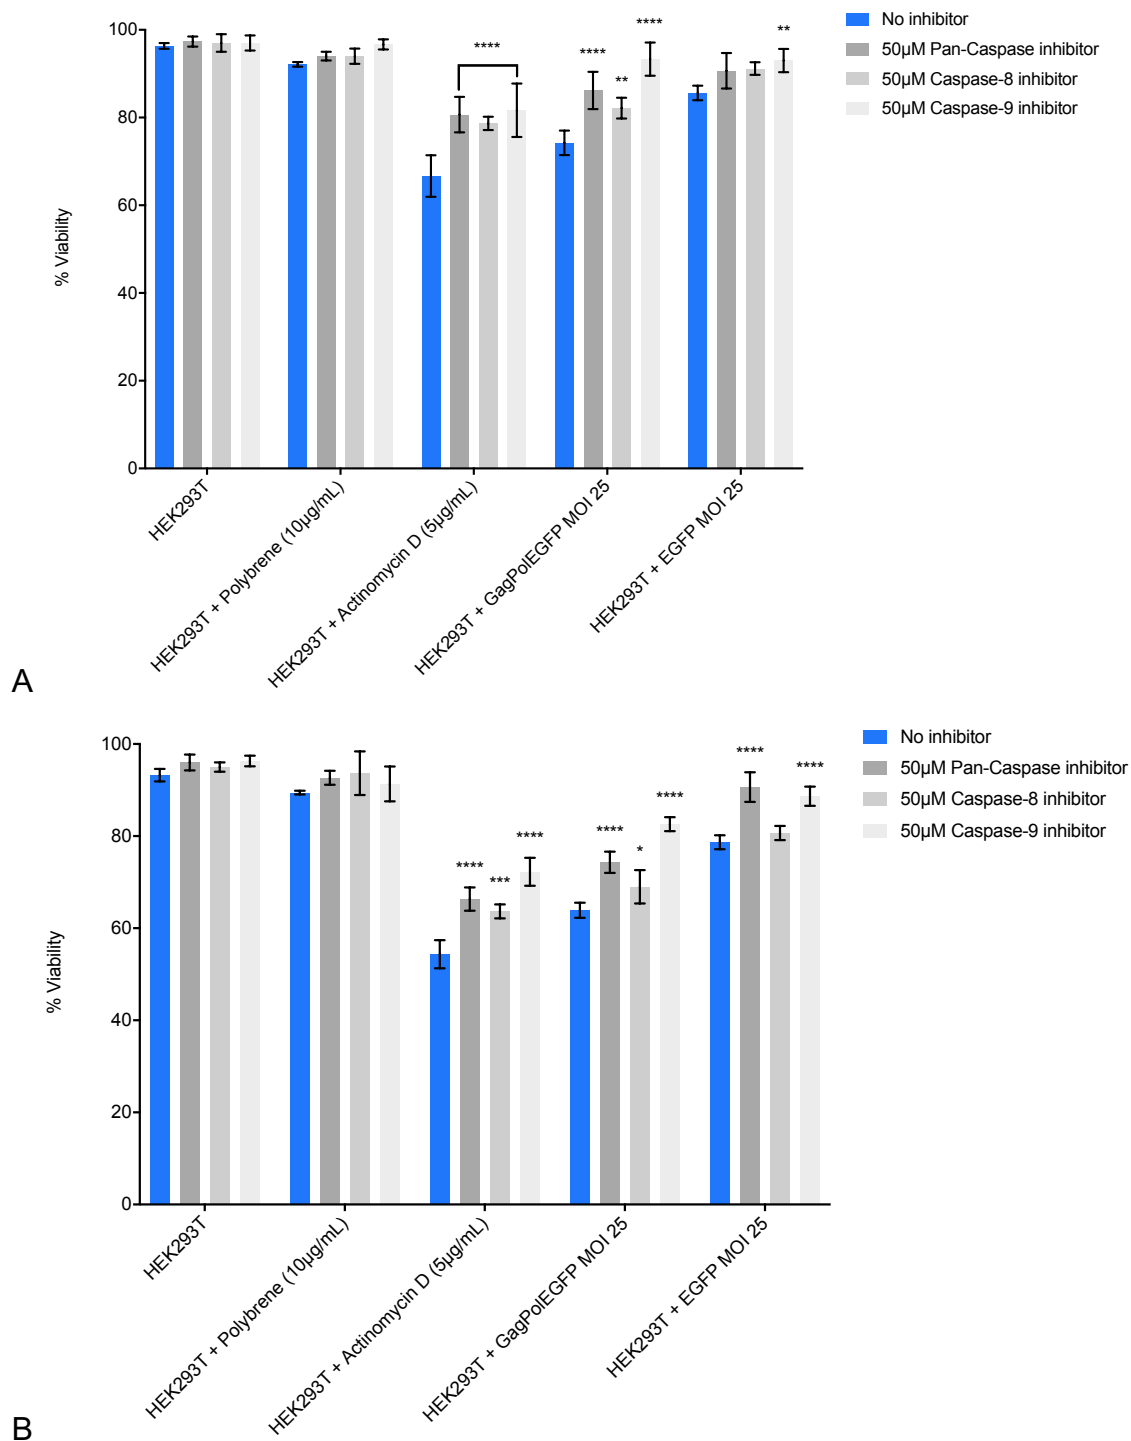 No inhibitor
50µM Pan-Caspase inhibitor
50µM Caspase-8 inhibitor
50µM Caspase-9 inhibitor
100
80
60
40
20
0
% Viability
****
****
**
****
**
HEK293T
HEK293T + Polybrene (10µg/mL)
HEK293T + Actinomycin D (5µg/mL)
HEK293T + GagPolEGFP MOI 25
HEK293T + EGFP MOI 25
A
No inhibitor
50µM Pan-Caspase inhibitor
50µM Caspase-8 inhibitor
50µM Caspase-9 inhibitor
100
80
60
40
20
0
% Viability
****
***
****
****
*
****
****
****
HEK293T
HEK293T + Polybrene (10µg/mL)
HEK293T + Actinomycin D (5µg/mL)
HEK293T + GagPolEGFP MOI 25
HEK293T + EGFP MOI 25
B